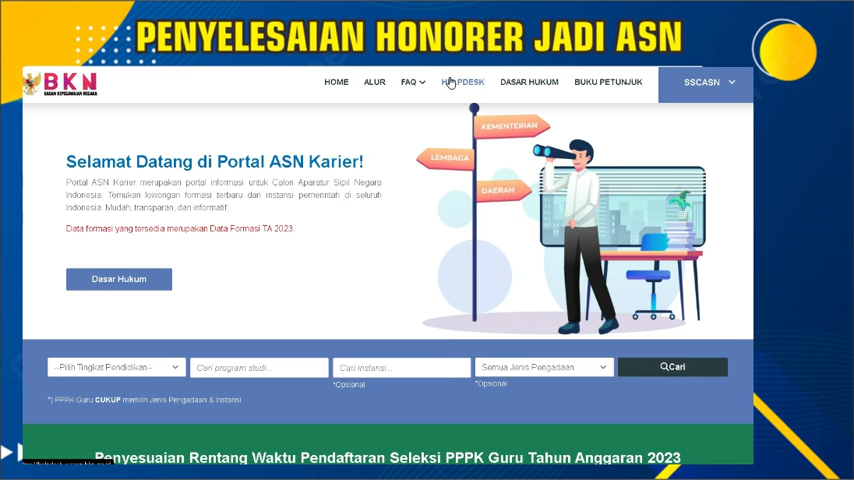 PENYELESAIAN HONORER JADI ASN
BKN
BADAN KEPEGAWAIAN NEGARA
HOME ALUR FAQ HELPDESK DASAR HUKUM BUKU PETUNJUK SSCASN
KEMENTERIAN
LEMBAGA
DAERAH
Selamat Datang di Portal ASN Karier!
Portal ASN Karier merupakan portal informasi untuk Calon Aparatur Sipil Negara
Indonesia. Temukan lowongan formasi terbaru dari instansi pemerintah di seluruh
Indonesia. Mudah, transparan, dan informatif.
Data formasi yang tersedia merupakan Data Formasi TA 2023.
Dasar Hukum
--Pilih Tingkat Pendidikan-- Cari program studi... Cari instansi... Semua Jenis Pengadaan Cari
*Opsional *Opsional
*) PPPK Guru CUKUP memilih Jenis Pengadaan & Instansi
Penyesuaian Rentang Waktu Pendaftaran Seleksi PPPK Guru Tahun Anggaran 2023